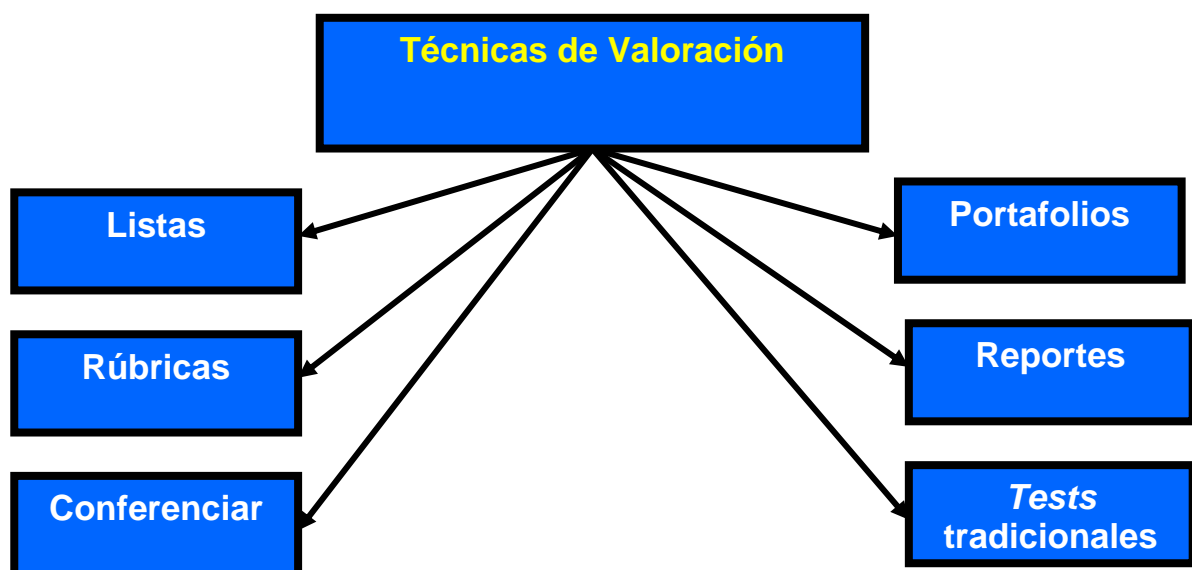 Técnicas de Valoración
Listas
Portafolios
Rúbricas
Reportes
Conferenciar
Tests
tradicionales